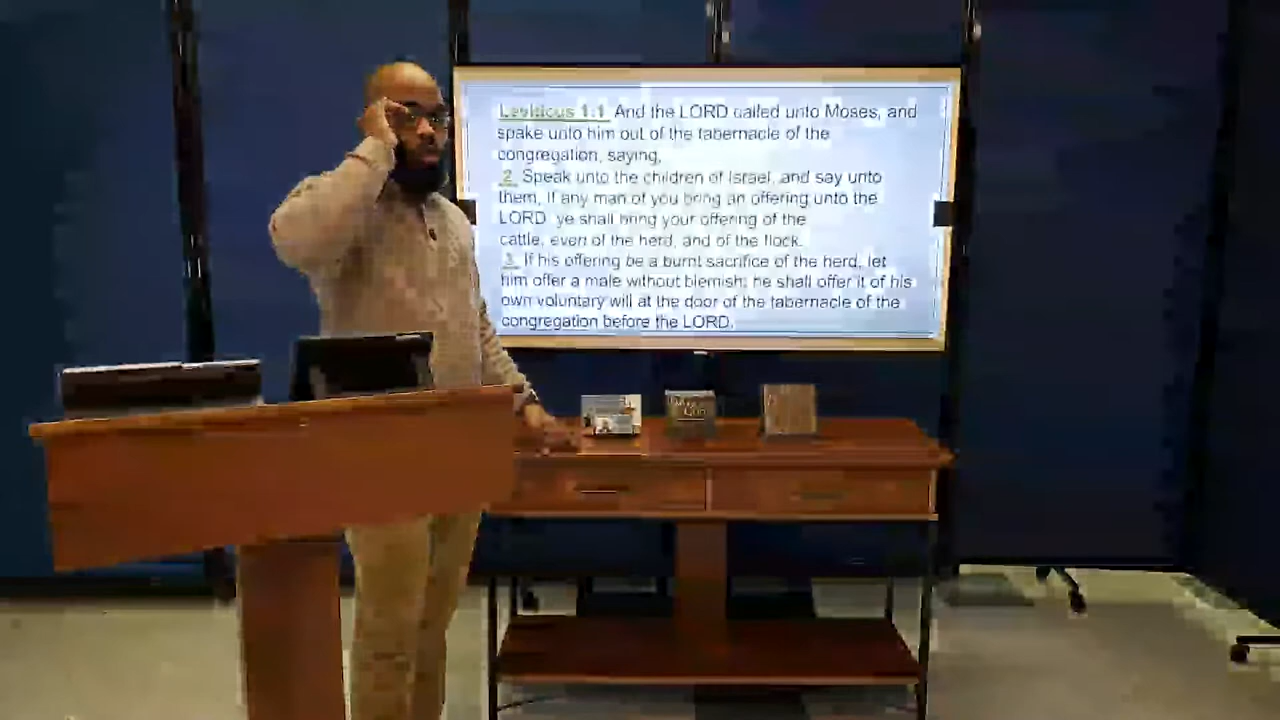 Leviticus 1:1 And the LORD called unto Moses, and
spake unto him out of the tabernacle of the
congregation, saying,
2 Speak unto the children of Israel, and say unto
them, If any man of you bring an offering unto the
LORD ye shall bring your offering of the
cattle, even of the herd, and of the flock.
3 If his offering be a burnt sacrifice of the herd, let
him offer a male without blemish: he shall offer it of his
own voluntary will at the door of the tabernacle of the
congregation before the LORD.